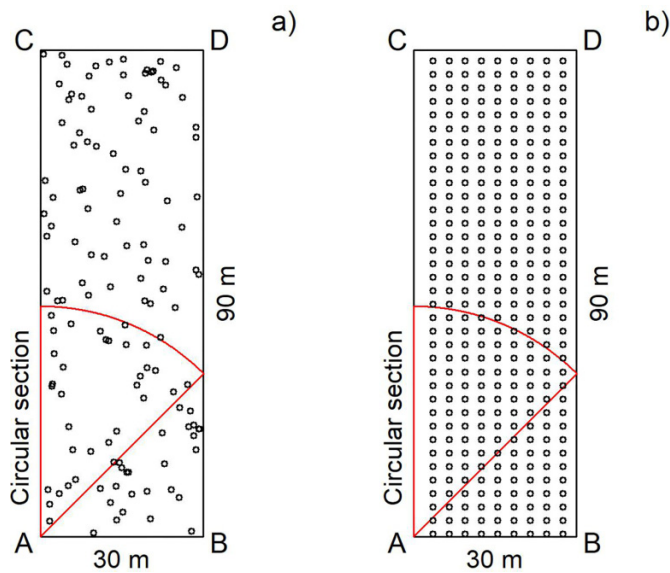 C
D
a)
Circular section
90 m
A
B
30 m
C
D
b)
Circular section
90 m
A
B
30 m